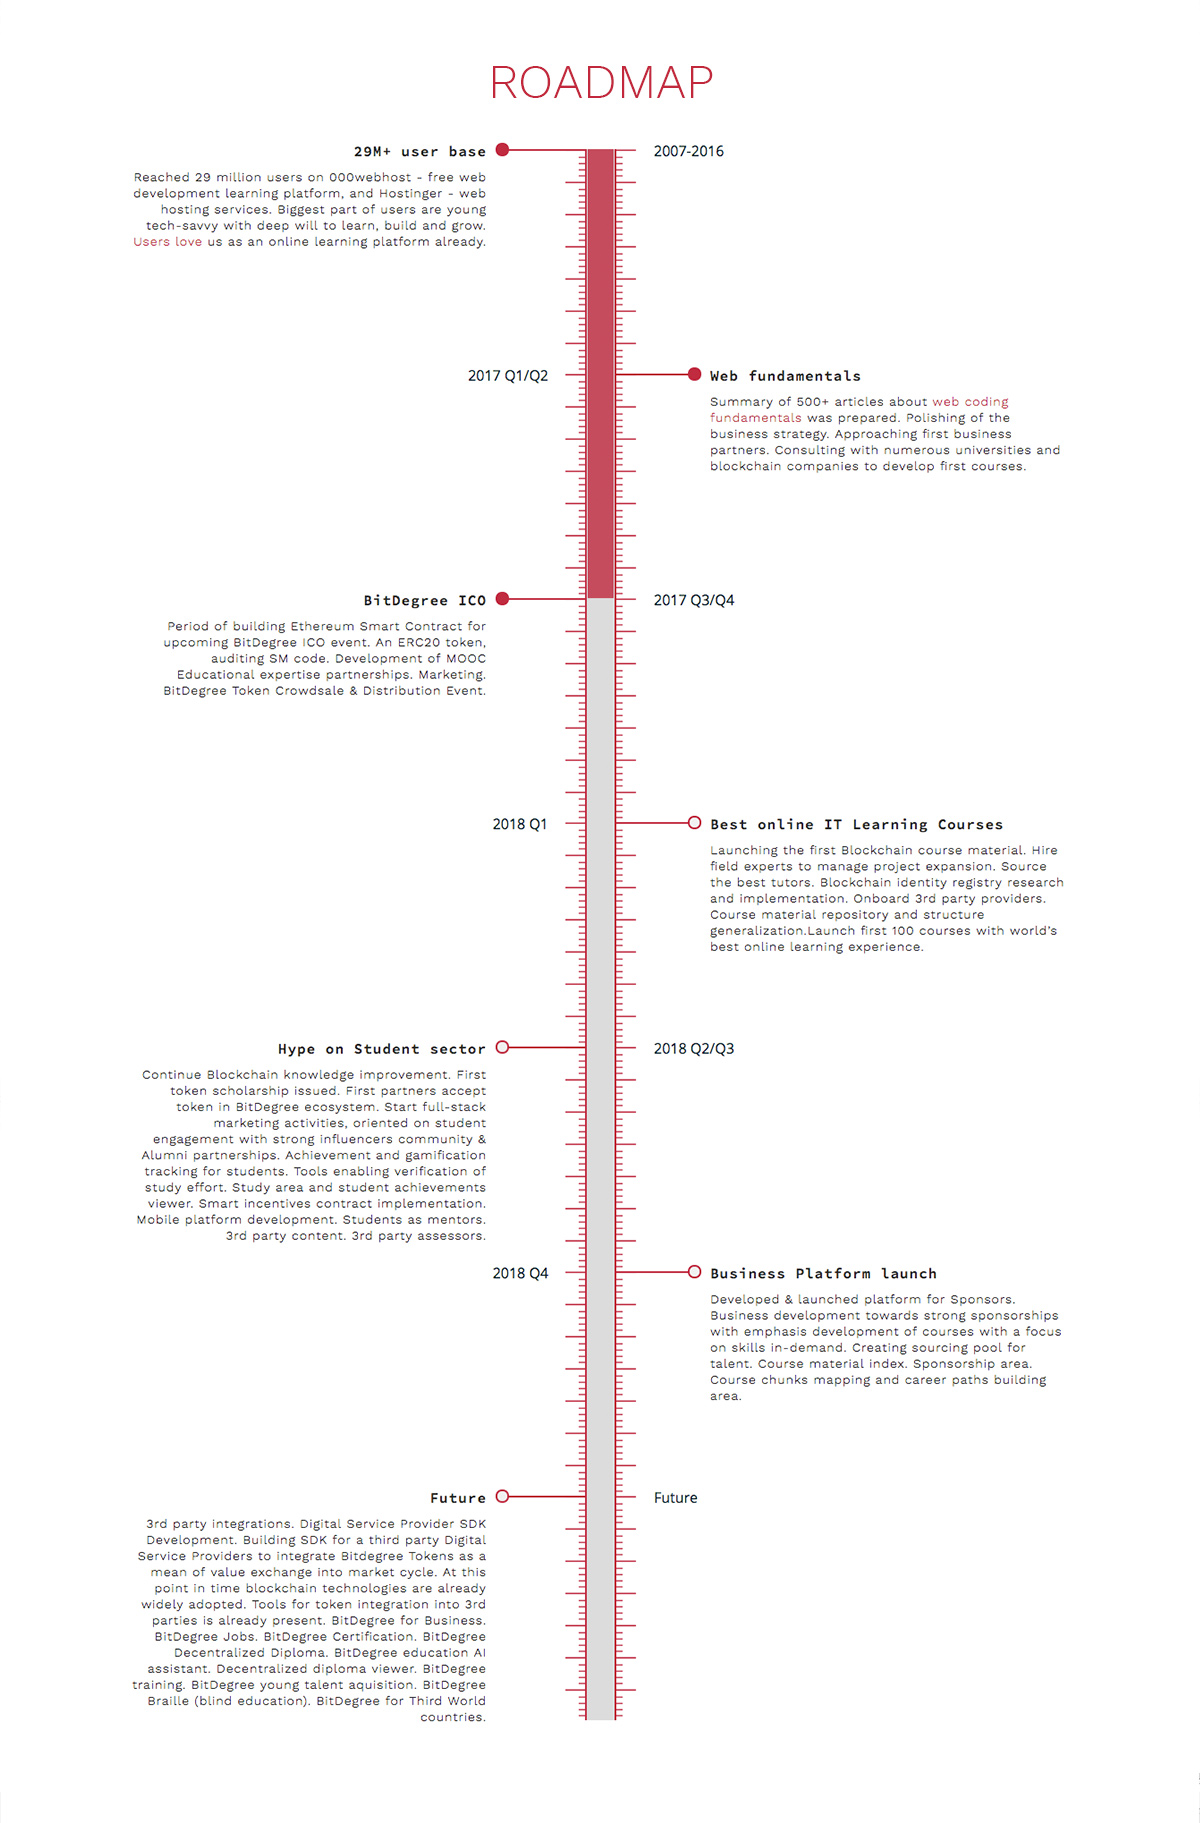 ROADMAP
29M+ user base
2007-2016
Reached 29 million users on 000webhost - free web
development learning platform, and Hostinger - web
hosting services. Biggest part of users are young
tech-savvy with deep will to learn, build and grow.
Users love us as an online learning platform already.
2017 Q1/Q2
Web fundamentals
Summary of 500+ articles about web coding
fundamentals was prepared. Polishing of the
business strategy. Approaching first business
partners. Consulting with numerous universities and
blockchain companies to develop first courses.
BitDegree ICO
2017 Q3/Q4
Period of building Ethereum Smart Contract for
upcoming BitDegree ICO event. An ERC20 token,
auditing SM code. Development of MOOC
Educational expertise partnerships. Marketing.
BitDegree Token Crowdsale & Distribution Event.
2018 Q1
Best online IT Learning Courses
Launching the first Blockchain course material. Hire
field experts to manage project expansion. Source
the best tutors. Blockchain identity registry research
and implementation. Onboard 3rd party providers.
Course material repository and structure
generalization.Launch first 100 courses with world's
best online learning experience.
Hype on Student sector
2018 Q2/Q3
Continue Blockchain knowledge improvement. First
token scholarship issued. First partners accept
token in BitDegree ecosystem. Start full-stack
marketing activities, oriented on student
engagement with strong influencers community &
Alumni partnerships. Achievement and gamification
tracking for students. Tools enabling verification of
study effort. Study area and student achievements
viewer. Smart incentives contract implementation.
Mobile platform development. Students as mentors.
3rd party content. 3rd party assessors.
2018 Q4
Business Platform launch
Developed & launched platform for Sponsors.
Business development towards strong sponsorships
with emphasis development of courses with a focus
on skills in-demand. Creating sourcing pool for
talent. Course material index. Sponsorship area.
Course chunks mapping and career paths building
area.
Future
Future
3rd party integrations. Digital Service Provider SDK
Development. Building SDK for a third party Digital
Service Providers to integrate Bitdegree Tokens as a
mean of value exchange into market cycle. At this
point in time blockchain technologies are already
widely adopted. Tools for token integration into 3rd
parties is already present. BitDegree for Business.
BitDegree Jobs. BitDegree Certification. BitDegree
Decentralized Diploma. BitDegree education AI
assistant. Decentralized diploma viewer. BitDegree
training. BitDegree young talent aquisition. BitDegree
Braille (blind education). BitDegree for Third World
countries.